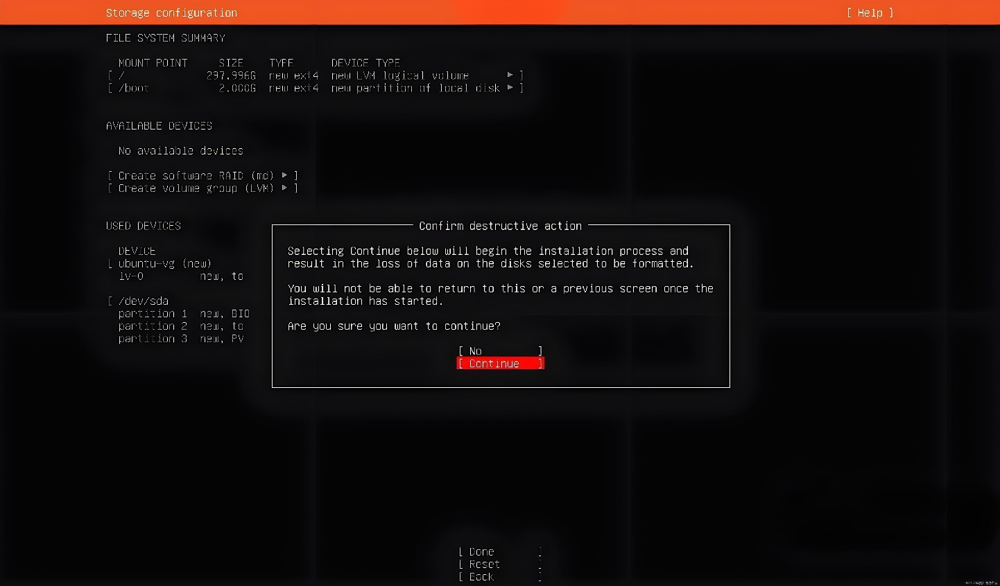 Storage configuration [ Help ]
FILE SYSTEM SUMMARY
MOUNT POINT SIZE TYPE DEVICE TYPE
[ / 297.996G new ext4 new LVM logical volume ▸ ]
[ /boot 2.000G new ext4 new partition of local disk ▸ ]
AVAILABLE DEVICES
No available devices
[ Create software RAID (md) ▸ ]
[ Create volume group (LVM) ▸ ]
USED DEVICES
DEVICE
[ ubuntu-vg (new)
lv-0 new, to
[ /dev/sda
partition 1 new, BIO
partition 2 new, to
partition 3 new, PV
Confirm destructive action
Selecting Continue below will begin the installation process and
result in the loss of data on the disks selected to be formatted.
You will not be able to return to this or a previous screen once the
installation has started.
Are you sure you want to continue?
[ No ]
[ Continue ]
[ Done ]
[ Reset ]
[ Back ]